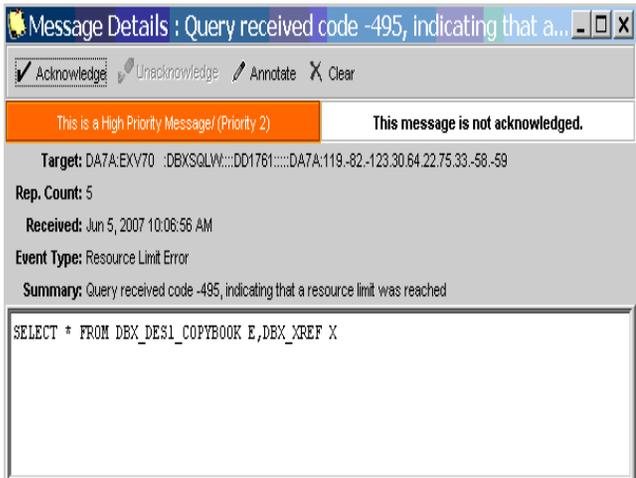 Message Details : Query received code -495, indicating that a...
Acknowledge Unacknowledge Annotate Clear
This is a High Priority Message/ (Priority 2) This message is not acknowledged.
Target: DA7A:EXV70 :DBXSQLW::::DD1761:::::DA7A:119.-82.-123.30.64.22.75.33.-58.-59
Rep. Count: 5
Received: Jun 5, 2007 10:06:56 AM
Event Type: Resource Limit Error
Summary: Query received code -495, indicating that a resource limit was reached
SELECT * FROM DBX_DES1_COPYBOOK E,DBX_XREF X